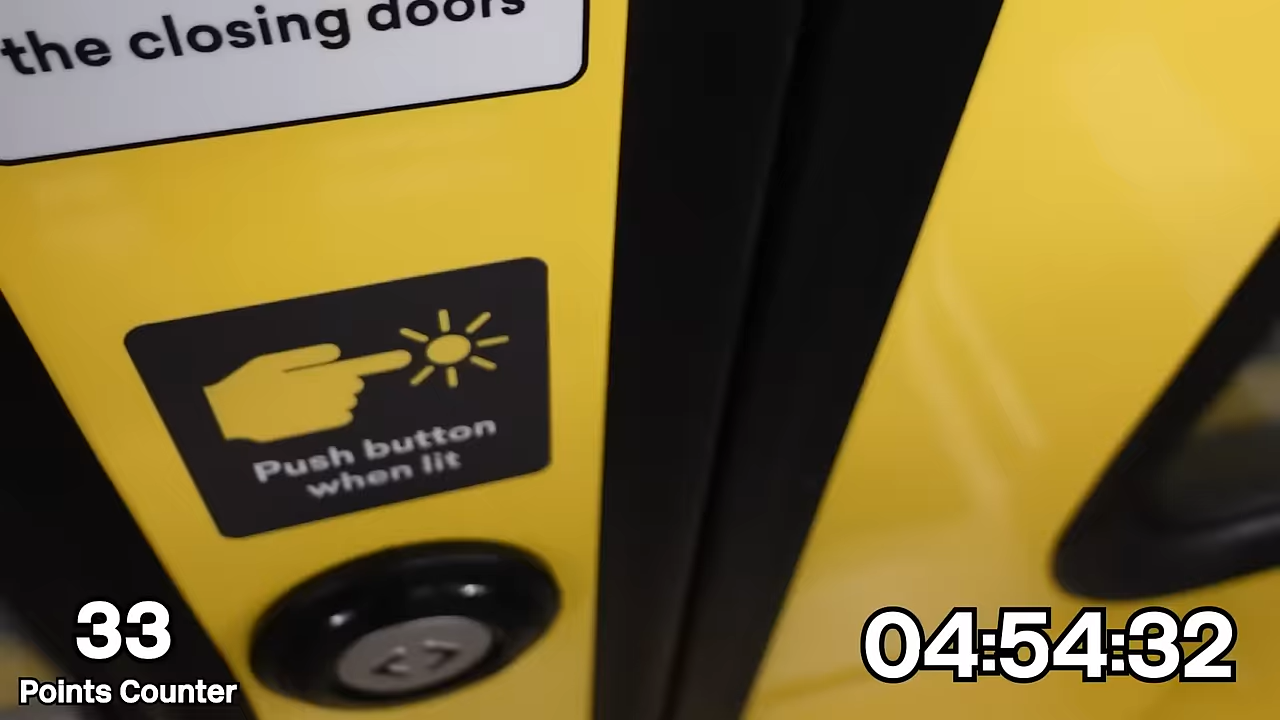 the closing doors
Push button
when lit
33
Points Counter
04:54:32